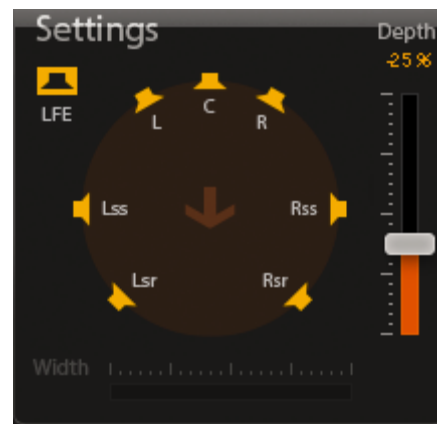 Settings
Depth
-25%
LFE
L
C
R
Lss
Rss
Lsr
Rsr
Width